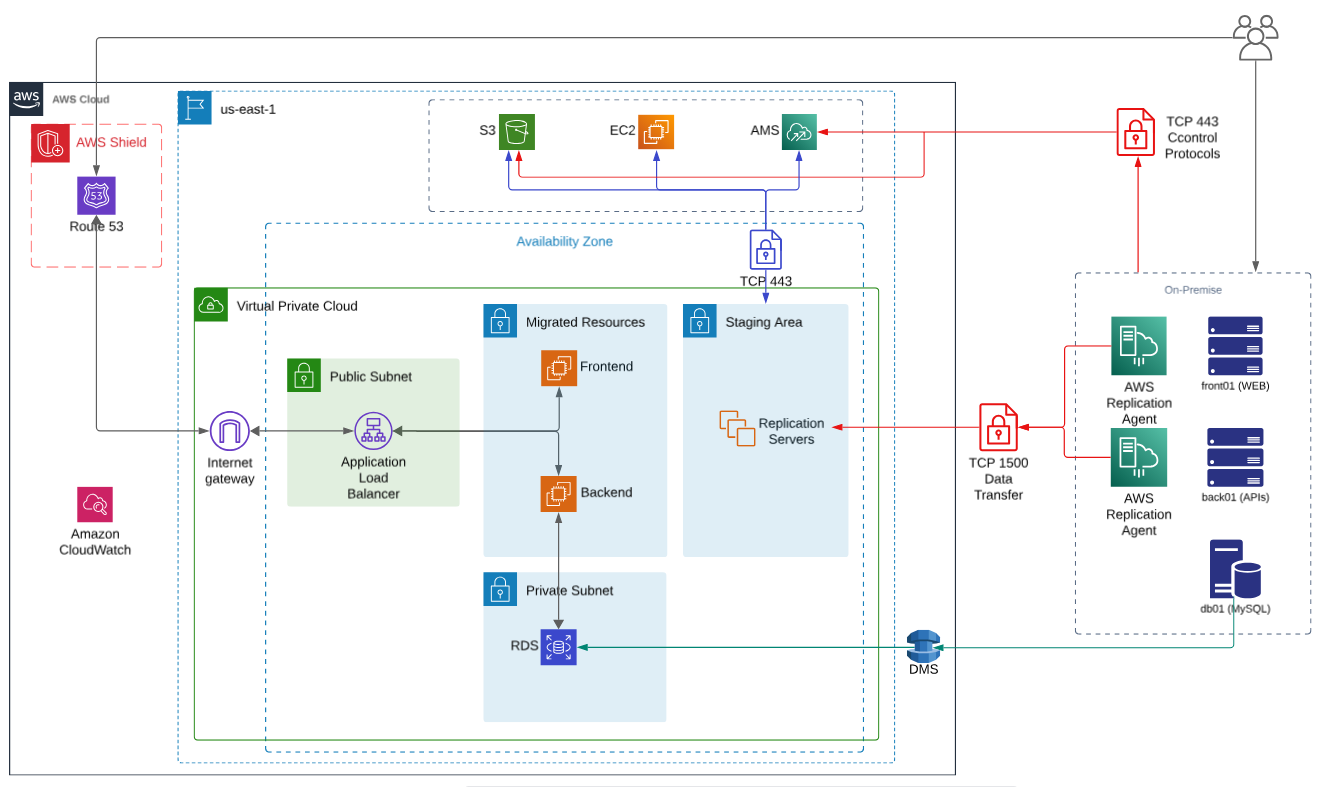 aws
AWS Cloud
us-east-1
AWS Shield
53
Route 53
S3
EC2
AMS
TCP 443
Ccontrol
Protocols
Availability Zone
TCP 443
Virtual Private Cloud
Migrated Resources
Staging Area
Public Subnet
Frontend
Internet
gateway
Application
Load
Balancer
Backend
Replication
Servers
TCP 1500
Data
Transfer
On-Premise
AWS
Replication
Agent
front01 (WEB)
AWS
Replication
Agent
back01 (APIs)
db01 (MySQL)
Amazon
CloudWatch
Private Subnet
RDS
DMS